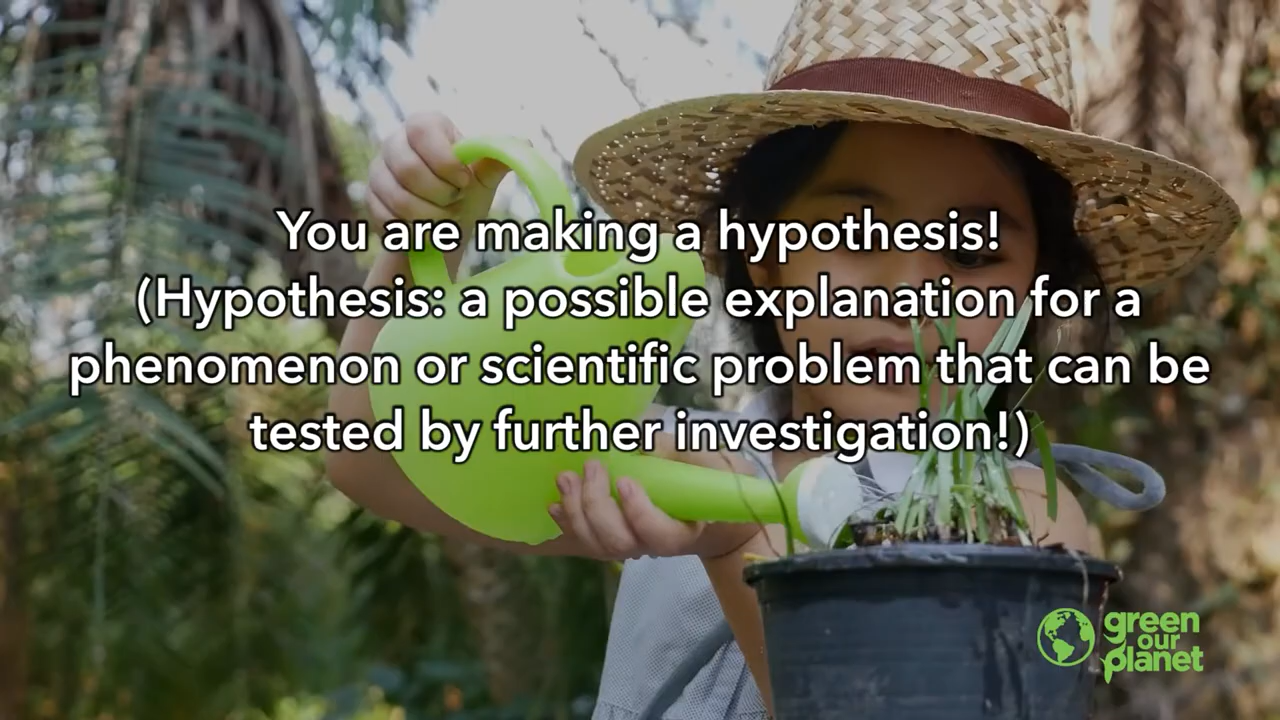 You are making a hypothesis!
(Hypothesis: a possible explanation for a
phenomenon or scientific problem that can be
tested by further investigation!)
green
our
planet